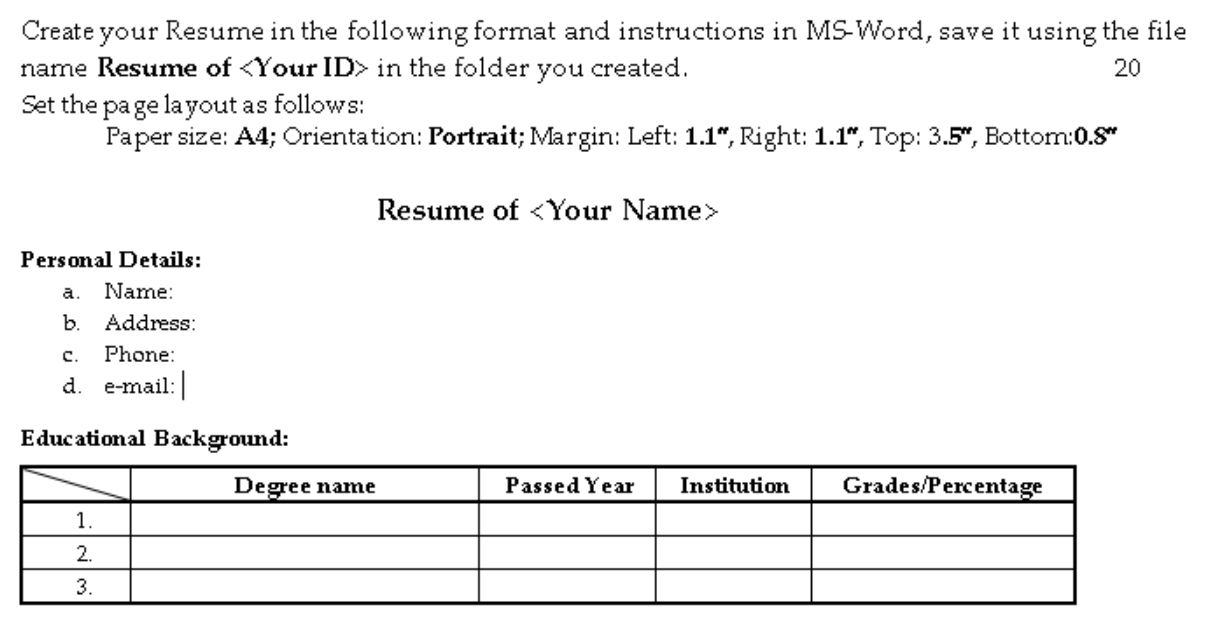 Create your Resume in the following format and instructions in MS-Word, save it using the file
name Resume of <Your ID> in the folder you created. 20
Set the page layout as follows:
Paper size: A4; Orientation: Portrait; Margin: Left: 1.1", Right: 1.1", Top: 3.5", Bottom:0.8"
Resume of <Your Name>
Personal Details:
a. Name:
b. Address:
c. Phone:
d. e-mail:
Educational Background:
Degree name Passed Year Institution Grades/Percentage
1.
2.
3.